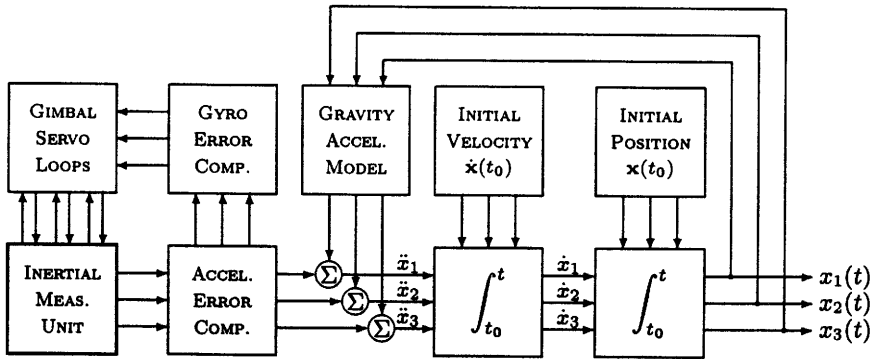 GIMBAL
SERVO
LOOPS
GYRO
ERROR
COMP.
GRAVITY
ACCEL.
MODEL
INITIAL
VELOCITY
ẋ(t₀)
INITIAL
POSITION
x(t₀)
INERTIAL
MEAS.
UNIT
ACCEL.
ERROR
COMP.
Σ
Σ
Σ
ẍ₁
ẍ₂
ẍ₃
∫ t t₀
ẋ₁
ẋ₂
ẋ₃
∫ t t₀
x₁(t)
x₂(t)
x₃(t)